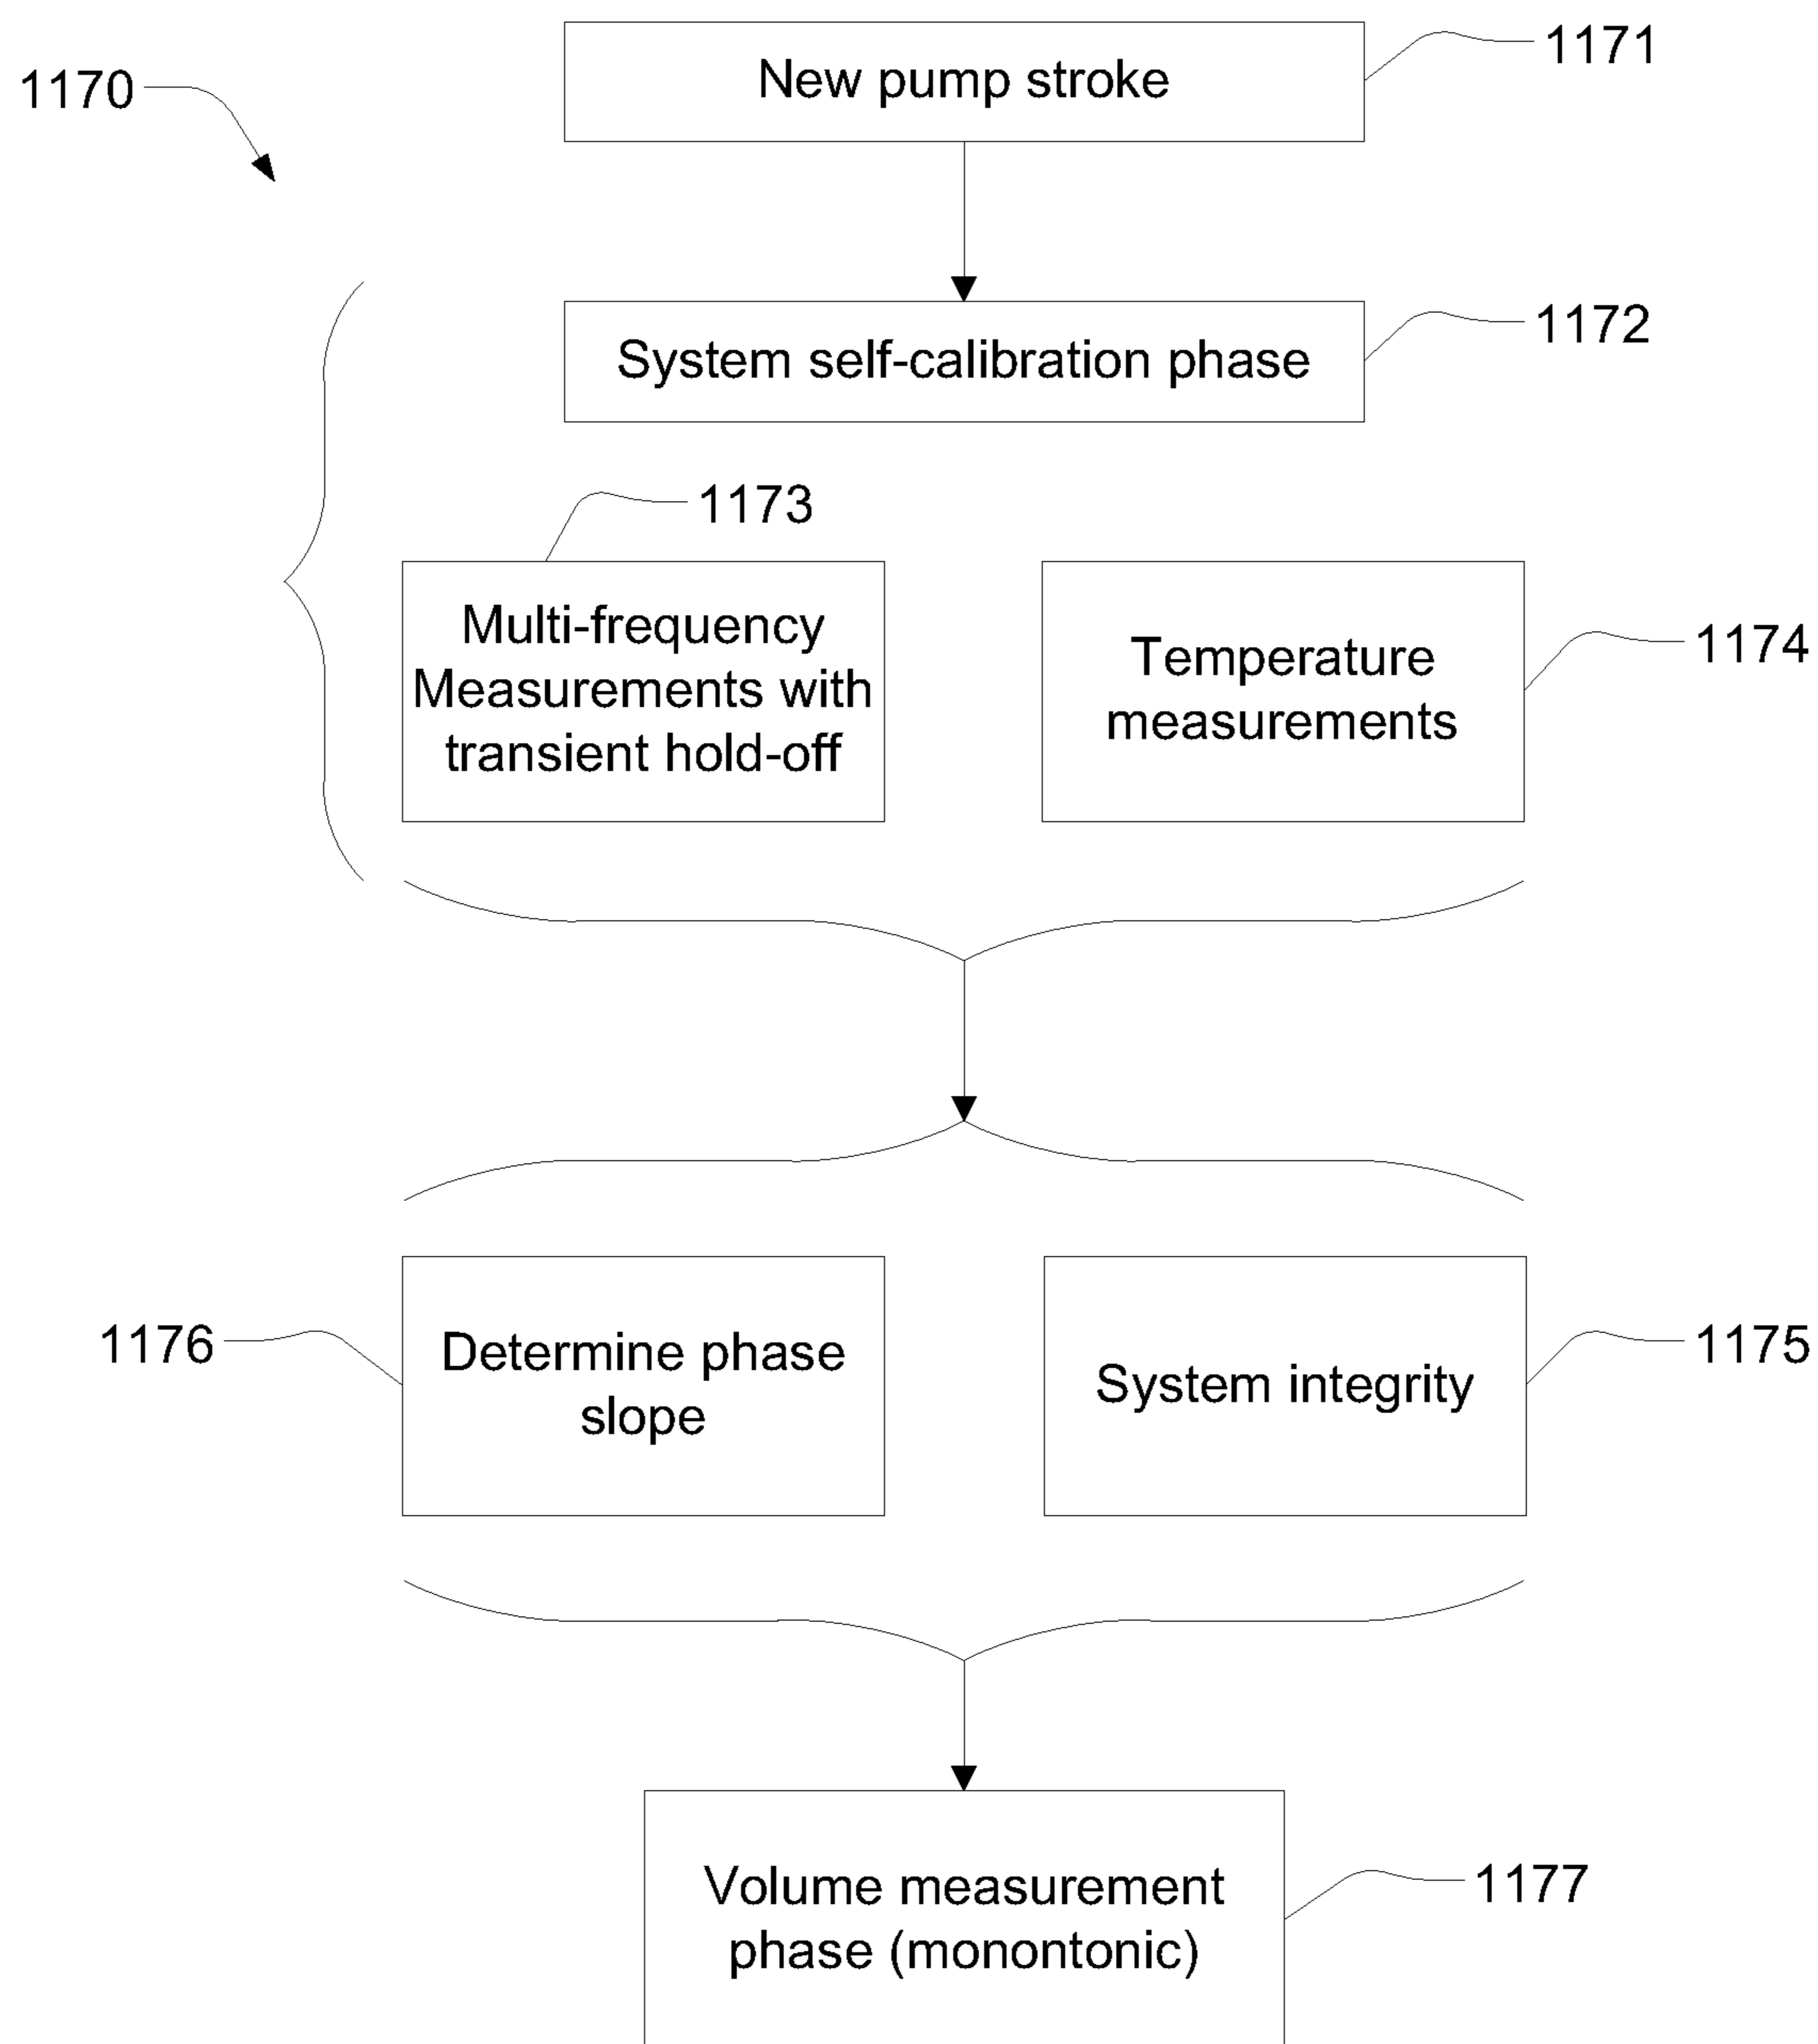 1170
New pump stroke
1171
System self-calibration phase
1172
1173
Multi-frequency
Measurements with
transient hold-off
Temperature
measurements
1174
1176
Determine phase
slope
System integrity
1175
Volume measurement
phase (monontonic)
1177